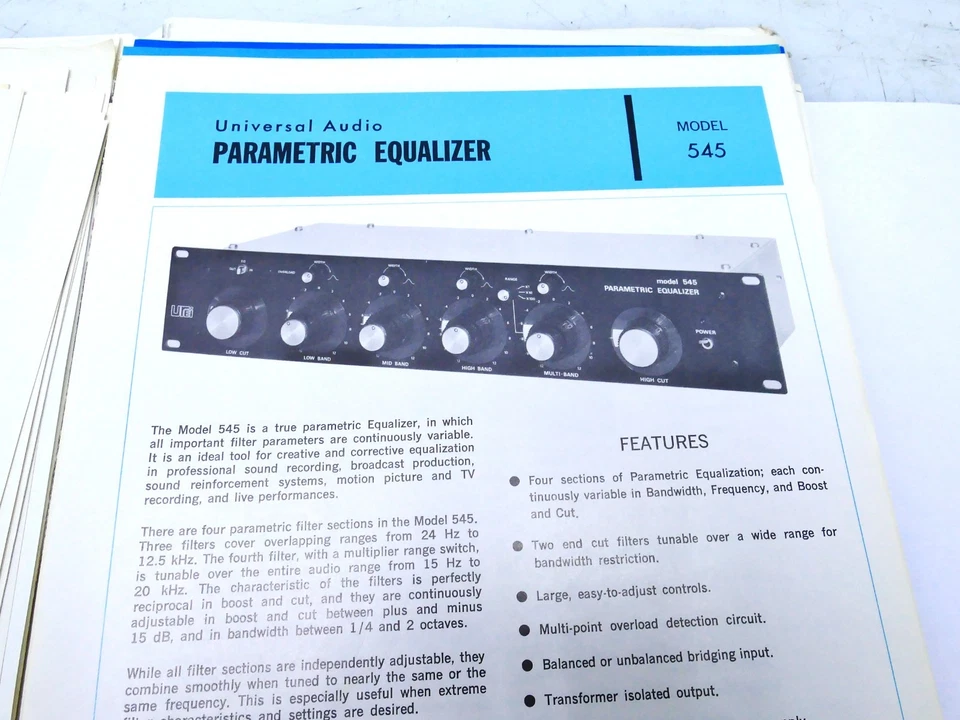 Universal Audio
PARAMETRIC EQUALIZER
MODEL
545
model 545
PARAMETRIC EQUALIZER
OVERLOAD
WIDTH
WIDTH
WIDTH
RANGE
WIDTH
POWER
LOW CUT
LOW BAND
MID BAND
HIGH BAND
MULTI-BAND
HIGH CUT
The Model 545 is a true parametric Equalizer, in which
all important filter parameters are continuously variable.
It is an ideal tool for creative and corrective equalization
in professional sound recording, broadcast production,
sound reinforcement systems, motion picture and TV
recording, and live performances.
There are four parametric filter sections in the Model 545.
Three filters cover overlapping ranges from 24 Hz to
12.5 kHz. The fourth filter, with a multiplier range switch,
is tunable over the entire audio range from 15 Hz to
20 kHz. The characteristic of the filters is perfectly
reciprocal in boost and cut, and they are continuously
adjustable in boost and cut between plus and minus
15 dB, and in bandwidth between 1/4 and 2 octaves.
While all filter sections are independently adjustable, they
combine smoothly when tuned to nearly the same or the
same frequency. This is especially useful when extreme
characteristics and settings are desired.
FEATURES
● Four sections of Parametric Equalization; each con-
tinuously variable in Bandwidth, Frequency, and Boost
and Cut.
● Two end cut filters tunable over a wide range for
bandwidth restriction.
● Large, easy-to-adjust controls.
● Multi-point overload detection circuit.
● Balanced or unbalanced bridging input.
● Transformer isolated output.